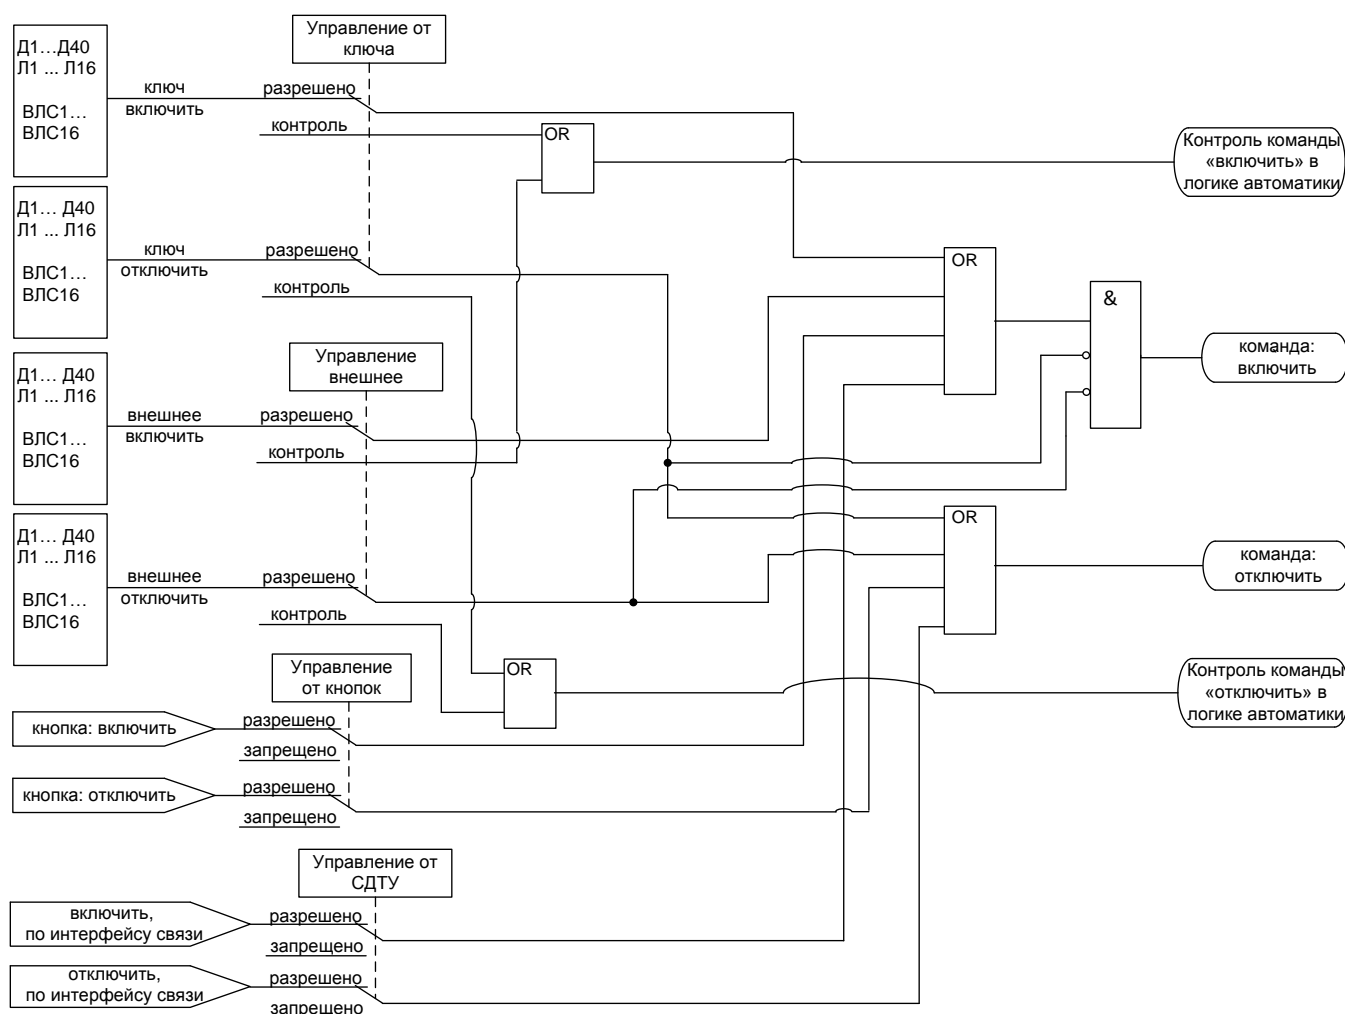 Управление от
ключа
Д1...Д40
Л1 ... Л16
ВЛС1...
ВЛС16
ключ
включить
разрешено
контроль
OR
Контроль команды
«включить» в
логике автоматики
Д1... Д40
Л1 ... Л16
ВЛС1...
ВЛС16
ключ
отключить
разрешено
контроль
OR
&
Управление
внешнее
команда:
включить
Д1... Д40
Л1 ... Л16
ВЛС1...
ВЛС16
внешнее
включить
разрешено
контроль
Д1... Д40
Л1 ... Л16
ВЛС1...
ВЛС16
внешнее
отключить
разрешено
контроль
OR
команда:
отключить
Управление
от кнопок
OR
Контроль команды
«отключить» в
логике автоматики
кнопка: включить
разрешено
запрещено
кнопка: отключить
разрешено
запрещено
Управление от
СДТУ
включить,
по интерфейсу связи
разрешено
запрещено
отключить,
по интерфейсу связи
разрешено
запрещено